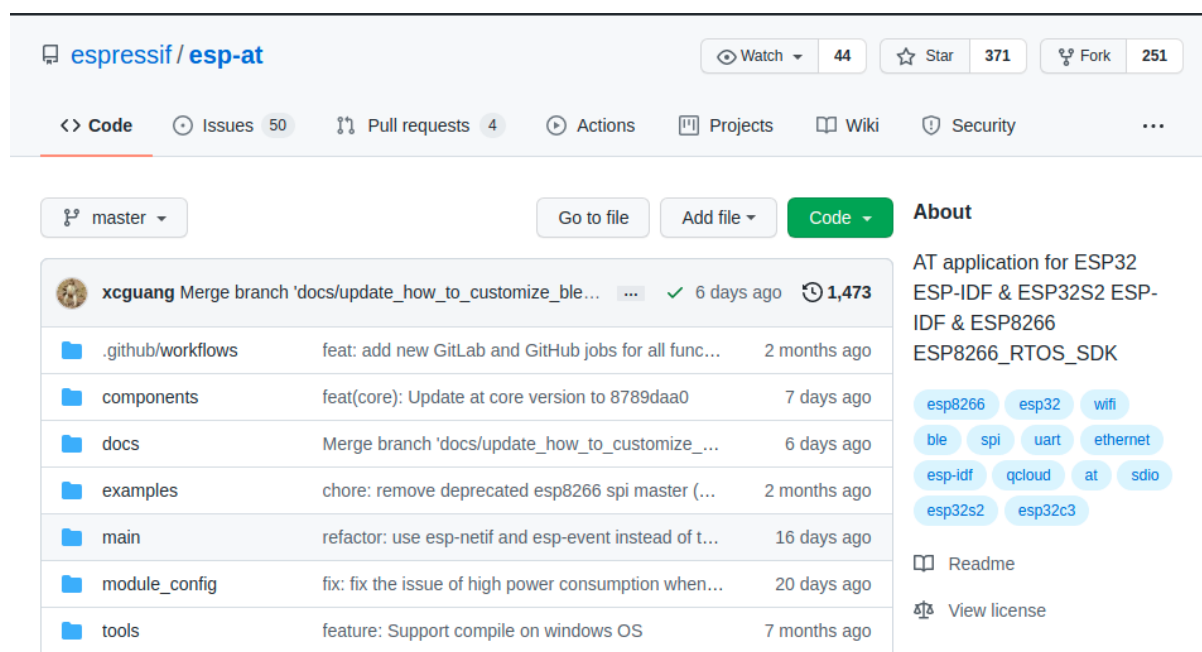 espressif / esp-at
Watch 44 Star 371 Fork 251
Code Issues 50 Pull requests 4 Actions Projects Wiki Security ...
master Go to file Add file Code
xcguang Merge branch 'docs/update_how_to_customize_ble… ... 6 days ago 1,473
.github/workflows feat: add new GitLab and GitHub jobs for all func… 2 months ago
components feat(core): Update at core version to 8789daa0 7 days ago
docs Merge branch 'docs/update_how_to_customize_… 6 days ago
examples chore: remove deprecated esp8266 spi master (… 2 months ago
main refactor: use esp-netif and esp-event instead of t… 16 days ago
module_config fix: fix the issue of high power consumption when… 20 days ago
tools feature: Support compile on windows OS 7 months ago
About
AT application for ESP32
ESP-IDF & ESP32S2 ESP-
IDF & ESP8266
ESP8266_RTOS_SDK
esp8266 esp32 wifi
ble spi uart ethernet
esp-idf qcloud at sdio
esp32s2 esp32c3
Readme
View license